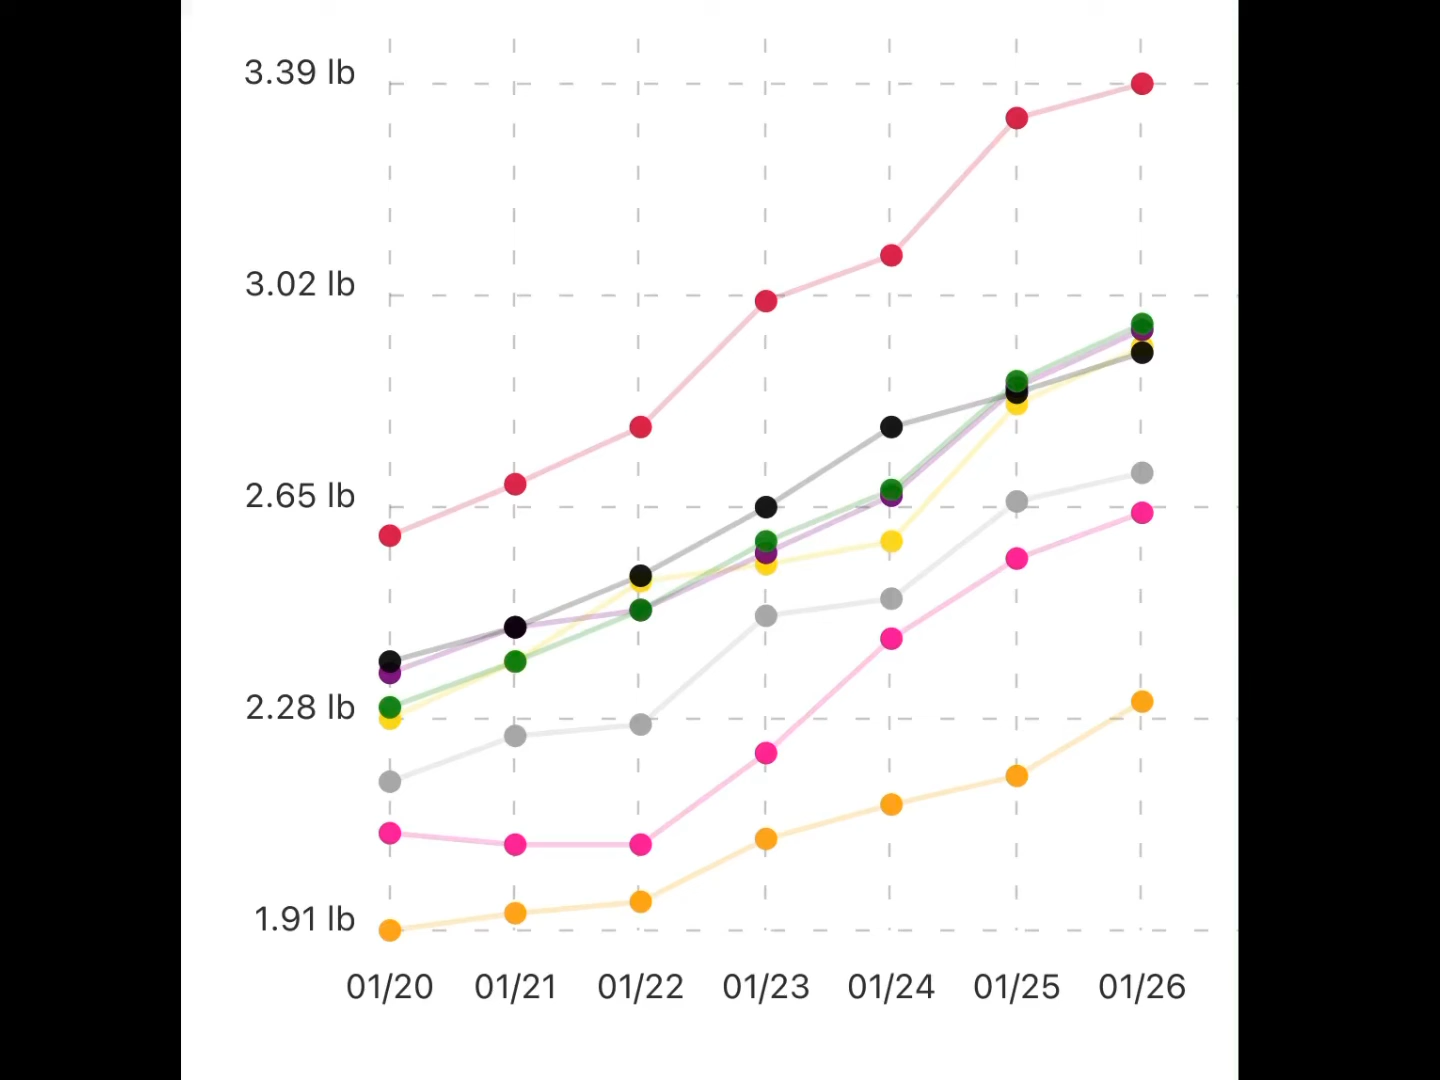 3.39 lb
3.02 lb
2.65 lb
2.28 lb
1.91 lb
01/20 01/21 01/22 01/23 01/24 01/25 01/26